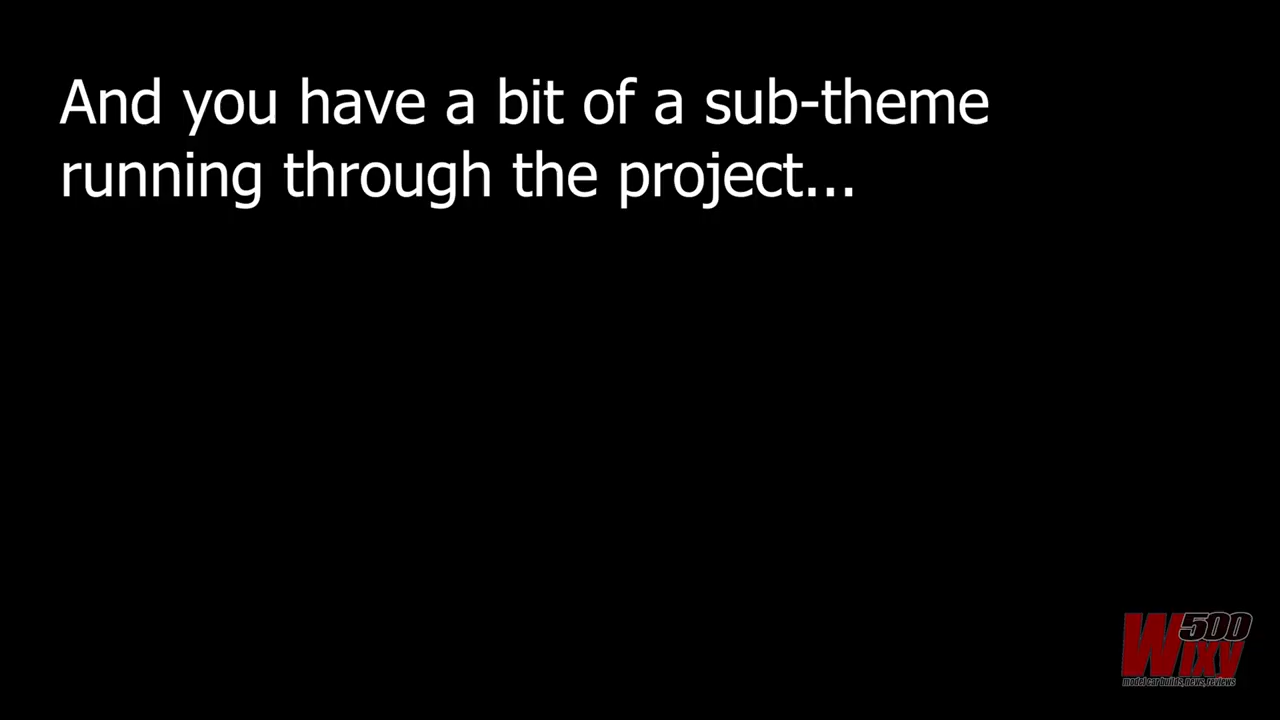 And you have a bit of a sub-theme
running through the project...
500
Wixy
model car builds, news, reviews